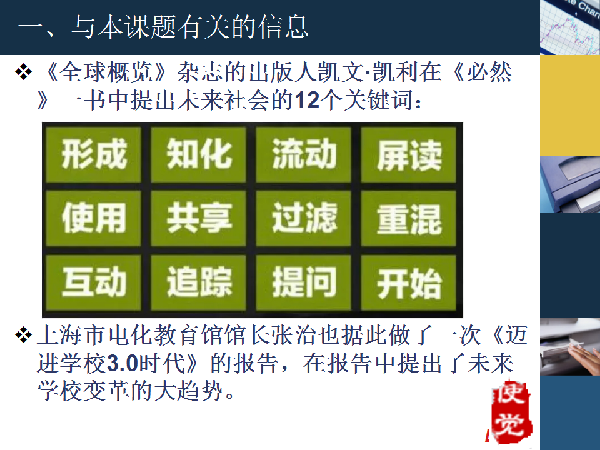 一、与本课题有关的信息
《全球概览》杂志的出版人凯文·凯利在《必然
》一书中提出未来社会的12个关键词：
形成 知化 流动 屏读
使用 共享 过滤 重混
互动 追踪 提问 开始
上海市电化教育馆馆长张治也据此做了一次《迈
进学校3.0时代》的报告，在报告中提出了未来
学校变革的大趋势。
使
觉